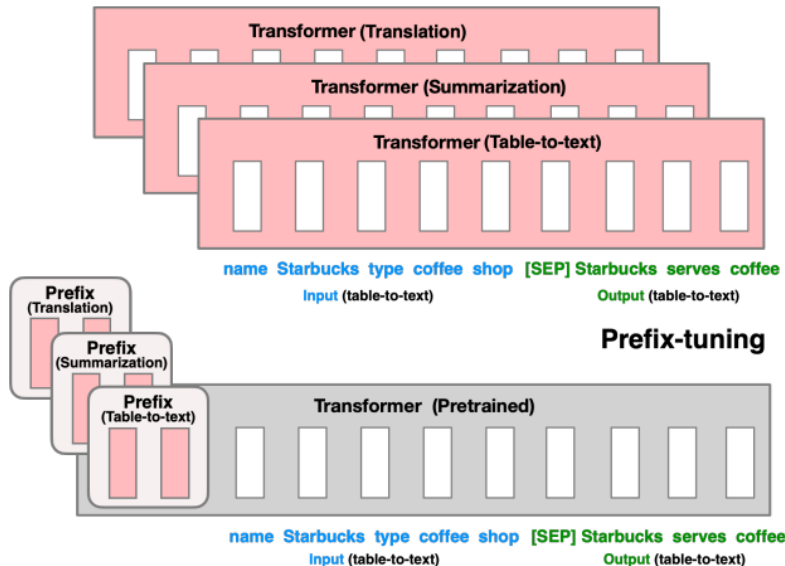 Transformer (Translation)
Transformer (Summarization)
Transformer (Table-to-text)
name Starbucks type coffee shop [SEP] Starbucks serves coffee
Input (table-to-text) Output (table-to-text)
Prefix
(Translation)
Prefix-tuning
Prefix
(Summarization)
Prefix
(Table-to-text)
Transformer (Pretrained)
name Starbucks type coffee shop [SEP] Starbucks serves coffee
Input (table-to-text) Output (table-to-text)